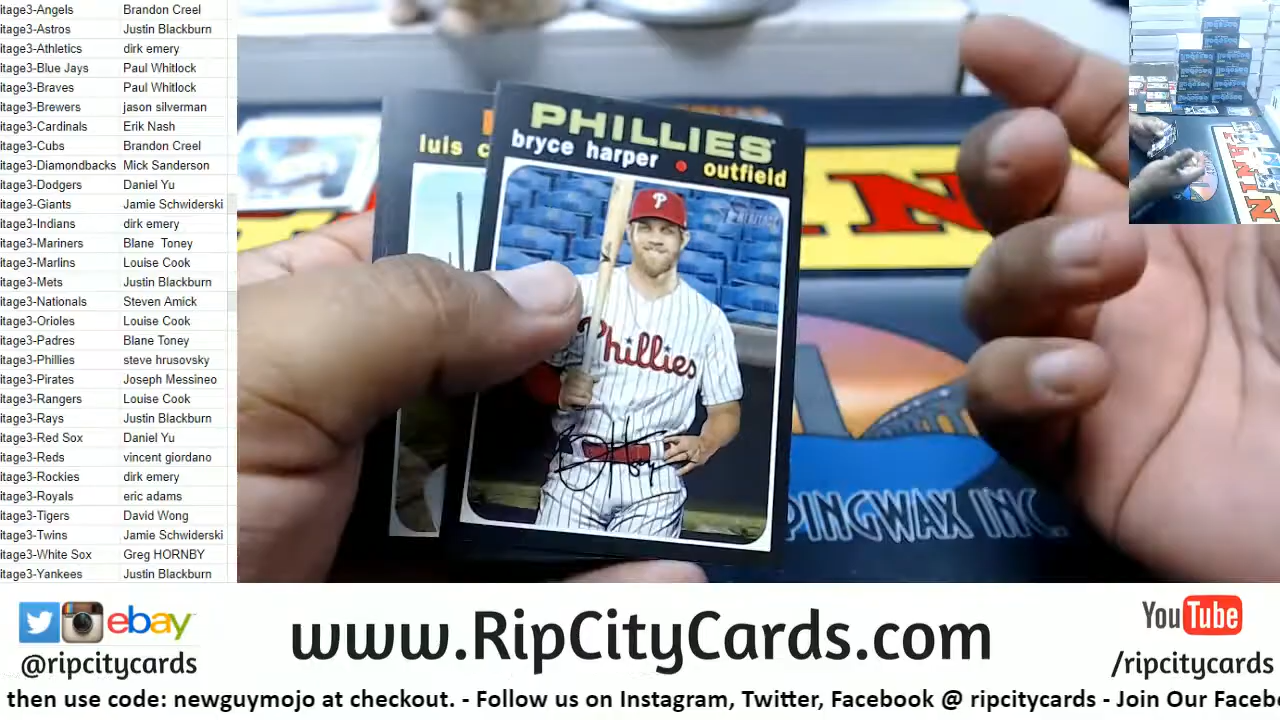 itage3-Angels Brandon Creel
itage3-Astros Justin Blackburn
itage3-Athletics dirk emery
itage3-Blue Jays Paul Whitlock
itage3-Braves Paul Whitlock
itage3-Brewers jason silverman
itage3-Cardinals Erik Nash
itage3-Cubs Brandon Creel
itage3-Diamondbacks Mick Sanderson
itage3-Dodgers Daniel Yu
itage3-Giants Jamie Schwiderski
itage3-Indians dirk emery
itage3-Mariners Blane Toney
itage3-Marlins Louise Cook
itage3-Mets Justin Blackburn
itage3-Nationals Steven Amick
itage3-Orioles Louise Cook
itage3-Padres Blane Toney
itage3-Phillies steve hrusovsky
itage3-Pirates Joseph Messineo
itage3-Rangers Louise Cook
itage3-Rays Justin Blackburn
itage3-Red Sox Daniel Yu
itage3-Reds vincent giordano
itage3-Rockies dirk emery
itage3-Royals eric adams
itage3-Tigers David Wong
itage3-Twins Jamie Schwiderski
itage3-White Sox Greg HORNBY
itage3-Yankees Justin Blackburn
luis c
PHILLIES
bryce harper • outfield
HERITAGE
P
Phillies
IN
PINGWAX INC.
ebay
@ripcitycards
www.RipCityCards.com
YouTube
/ripcitycards
then use code: newguymojo at checkout. - Follow us on Instagram, Twitter, Facebook @ ripcitycards - Join Our Facebo